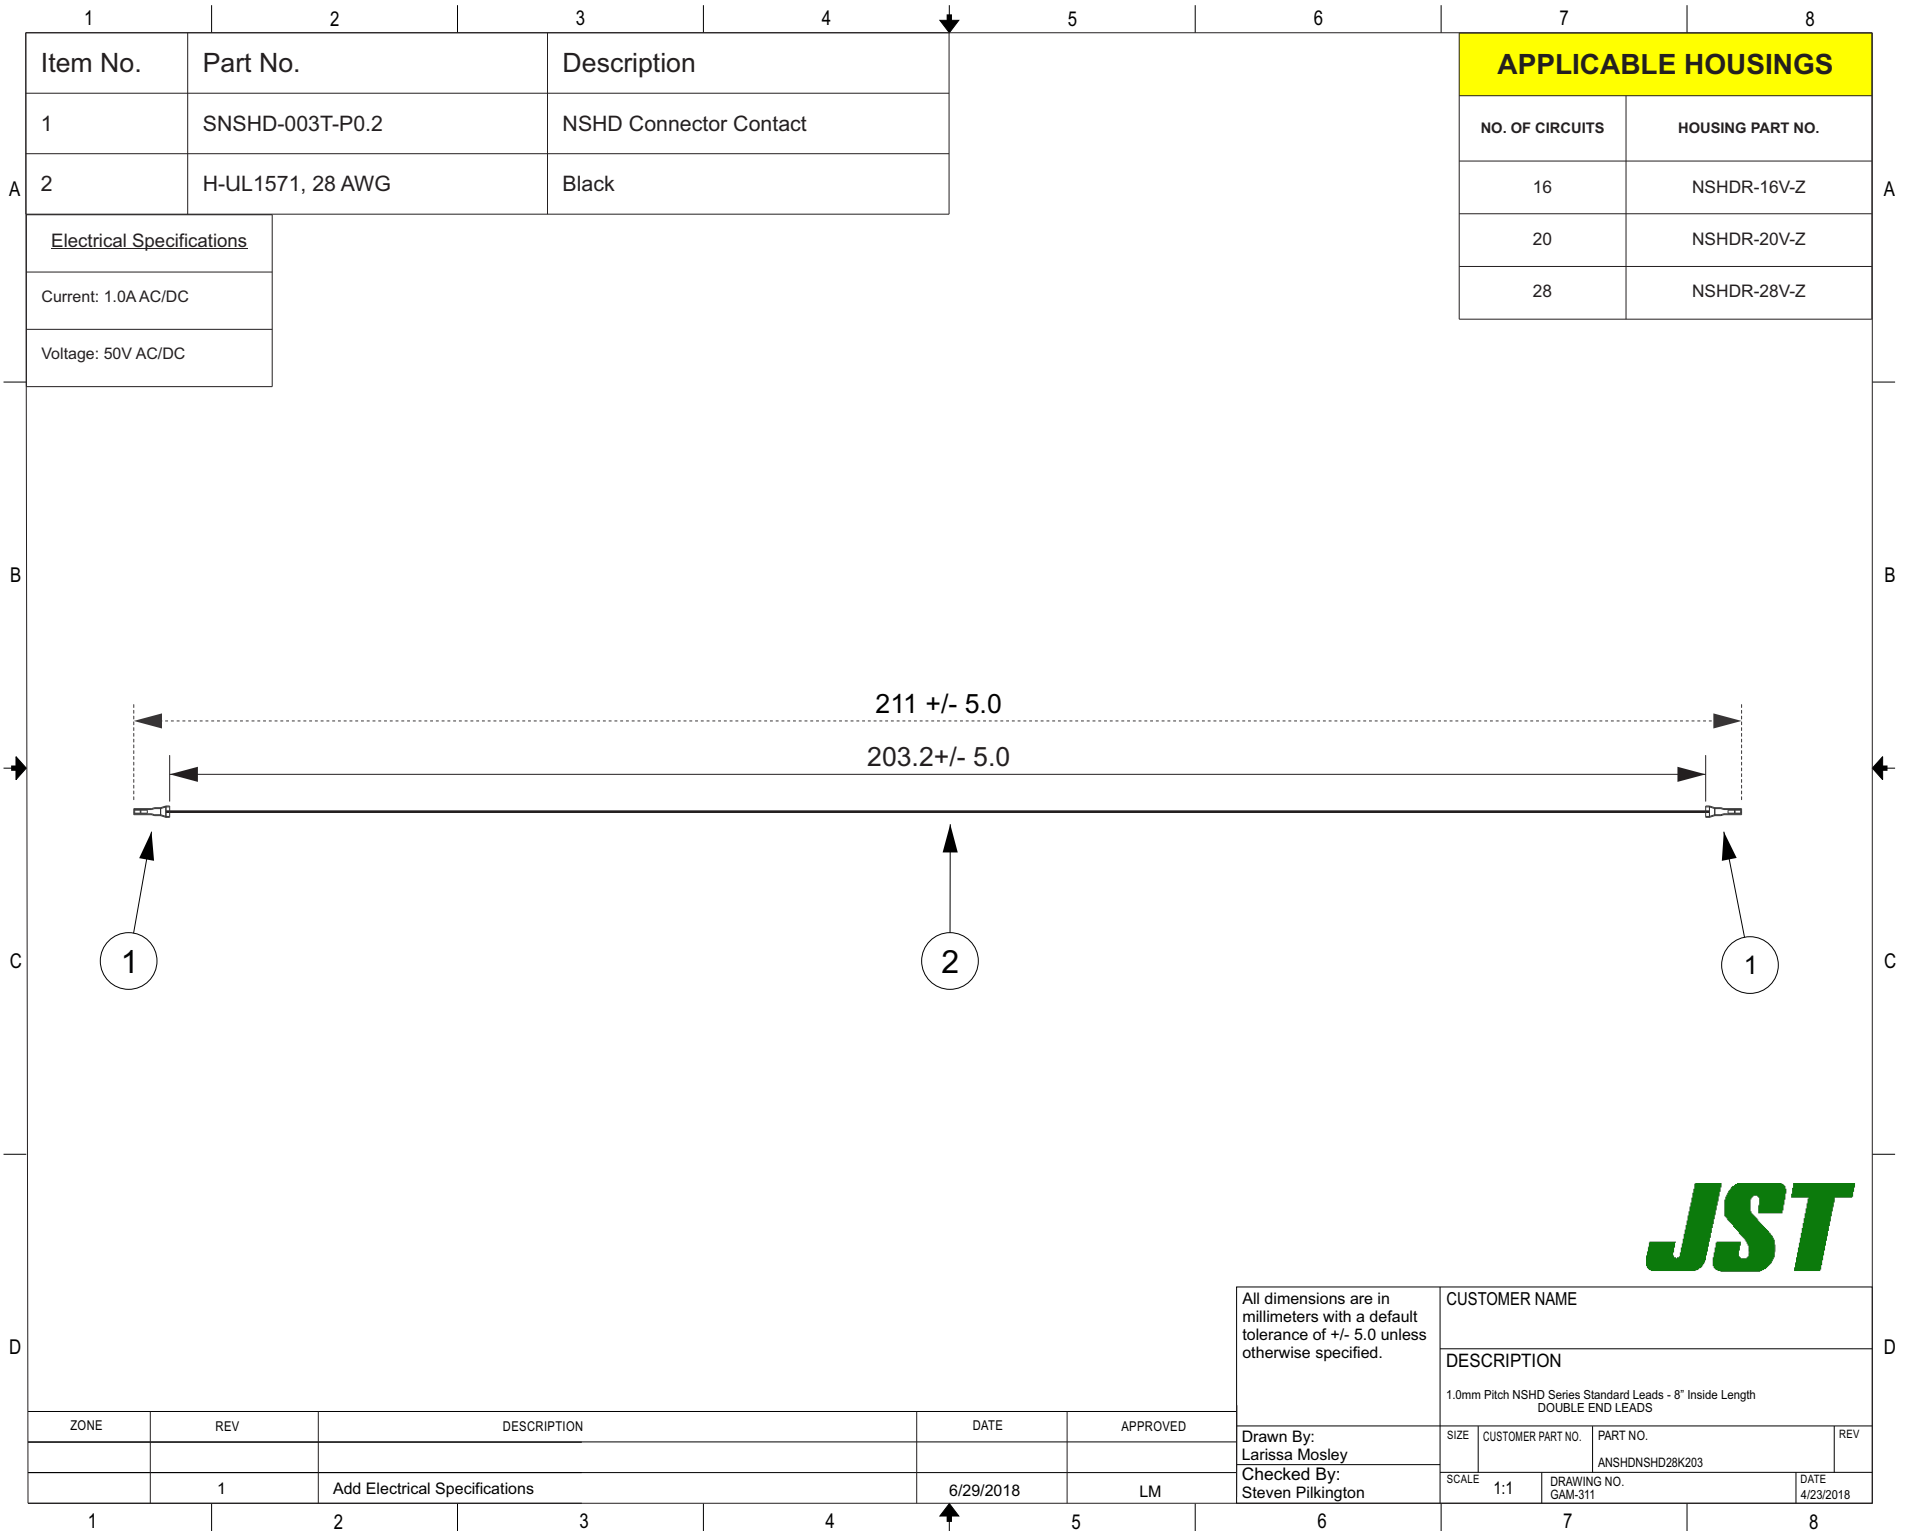 1 2 3 4 5 6 7 8
Item No. Part No. Description
1 SNSHD-003T-P0.2 NSHD Connector Contact
2 H-UL1571, 28 AWG Black
Electrical Specifications
Current: 1.0A AC/DC
Voltage: 50V AC/DC
APPLICABLE HOUSINGS
NO. OF CIRCUITS HOUSING PART NO.
16 NSHDR-16V-Z
20 NSHDR-20V-Z
28 NSHDR-28V-Z
A A
B B
211 +/- 5.0
203.2+/- 5.0
1 2 1
C C
JST
D D
All dimensions are in
millimeters with a default
tolerance of +/- 5.0 unless
otherwise specified.
CUSTOMER NAME
DESCRIPTION
1.0mm Pitch NSHD Series Standard Leads - 8" Inside Length
DOUBLE END LEADS
ZONE REV DESCRIPTION DATE APPROVED
1 Add Electrical Specifications 6/29/2018 LM
Drawn By:
Larissa Mosley
Checked By:
Steven Pilkington
SIZE CUSTOMER PART NO. PART NO. REV
ANSHDNSHD28K203
SCALE 1:1 DRAWING NO. DATE
GAM-311 4/23/2018
1 2 3 4 5 6 7 8